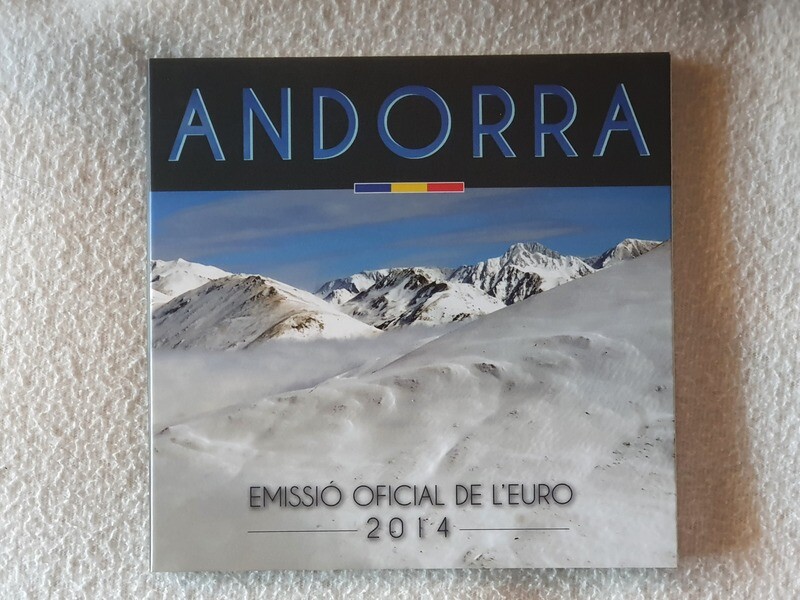 ANDORRA
EMISSIÓ OFICIAL DE L'EURO
2014